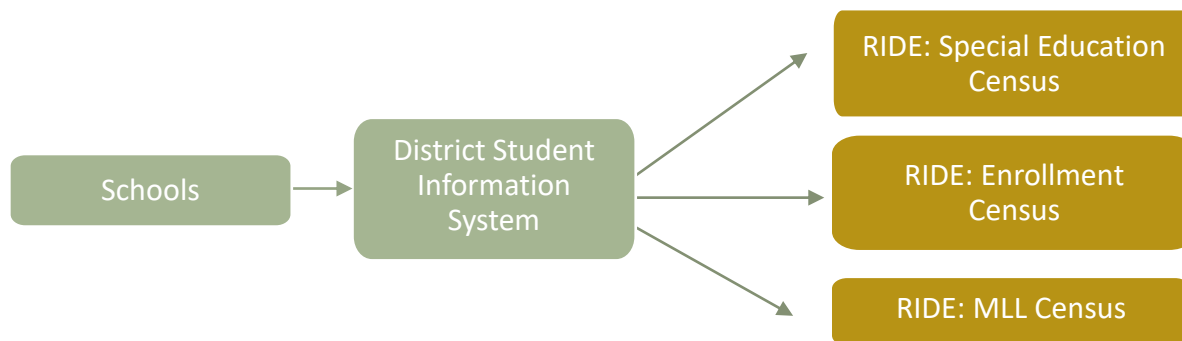 Schools
District Student
Information
System
RIDE: Special Education
Census
RIDE: Enrollment
Census
RIDE: MLL Census